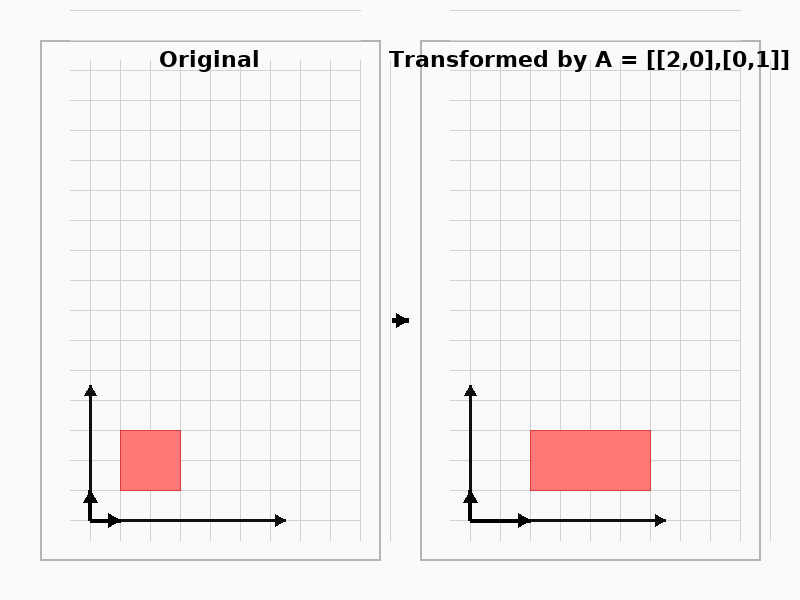 Original
Transformed by A = [[2,0],[0,1]]